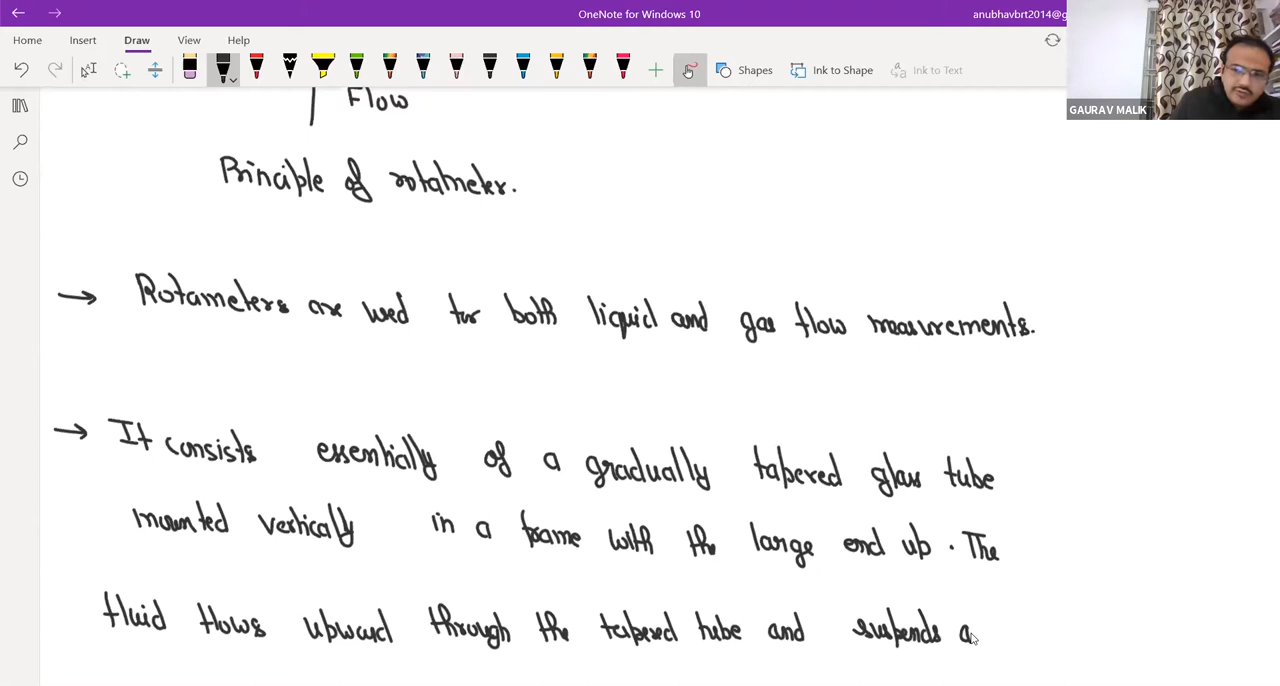 OneNote for Windows 10
anubhavbrt2014@g
Home Insert Draw View Help
Shapes Ink to Shape Ink to Text
GAURAV MALIK
Flow
Principle of rotameter.
→ Rotameters are used for both liquid and gas flow measurements.
→ It consists essentially of a gradually tapered glass tube
mounted vertically in a frame with the large end up. The
fluid flows upward through the tapered tube and suspends a